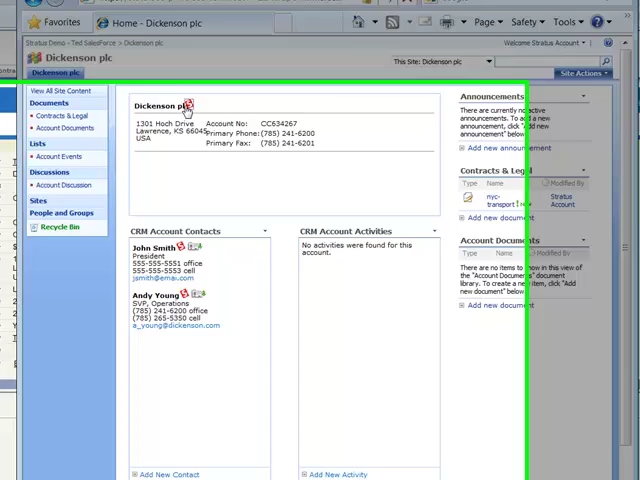 Favorites
Home - Dickenson plc
Page
Safety
Tools
Stratus Demo - Ted SalesForce > Dickenson plc
Welcome Stratus Account
Dickenson plc
This Site: Dickenson plc
Dickenson plc
Site Actions
View All Site Content
Documents
Contracts & Legal
Account Documents
Lists
Account Events
Discussions
Account Discussion
Sites
People and Groups
Recycle Bin
Dickenson plc
1301 Hoch Drive
Lawrence, KS 66045
USA
Account No: CC634267
Primary Phone: (785) 241-6200
Primary Fax: (785) 241-6201
CRM Account Contacts
John Smith
President
555-555-5551 office
555-555-5553 cell
jsmith@email.com
Andy Young
SVP, Operations
(785) 241-6200 office
(785) 265-5350 cell
a_young@dickenson.com
Add New Contact
CRM Account Activities
No activities were found for this
account.
Add New Activity
Announcements
There are currently no active
announcements. To add a new
announcement, click "Add new
announcement" below.
Add new announcement
Contracts & Legal
Type Name Modified By
nyc-
transport
Stratus
Account
Add new document
Account Documents
Type Name Modified By
There are no items to show in this view
of the "Account Documents" document
library. To create a new item, click "Add
new document" below.
Add new document